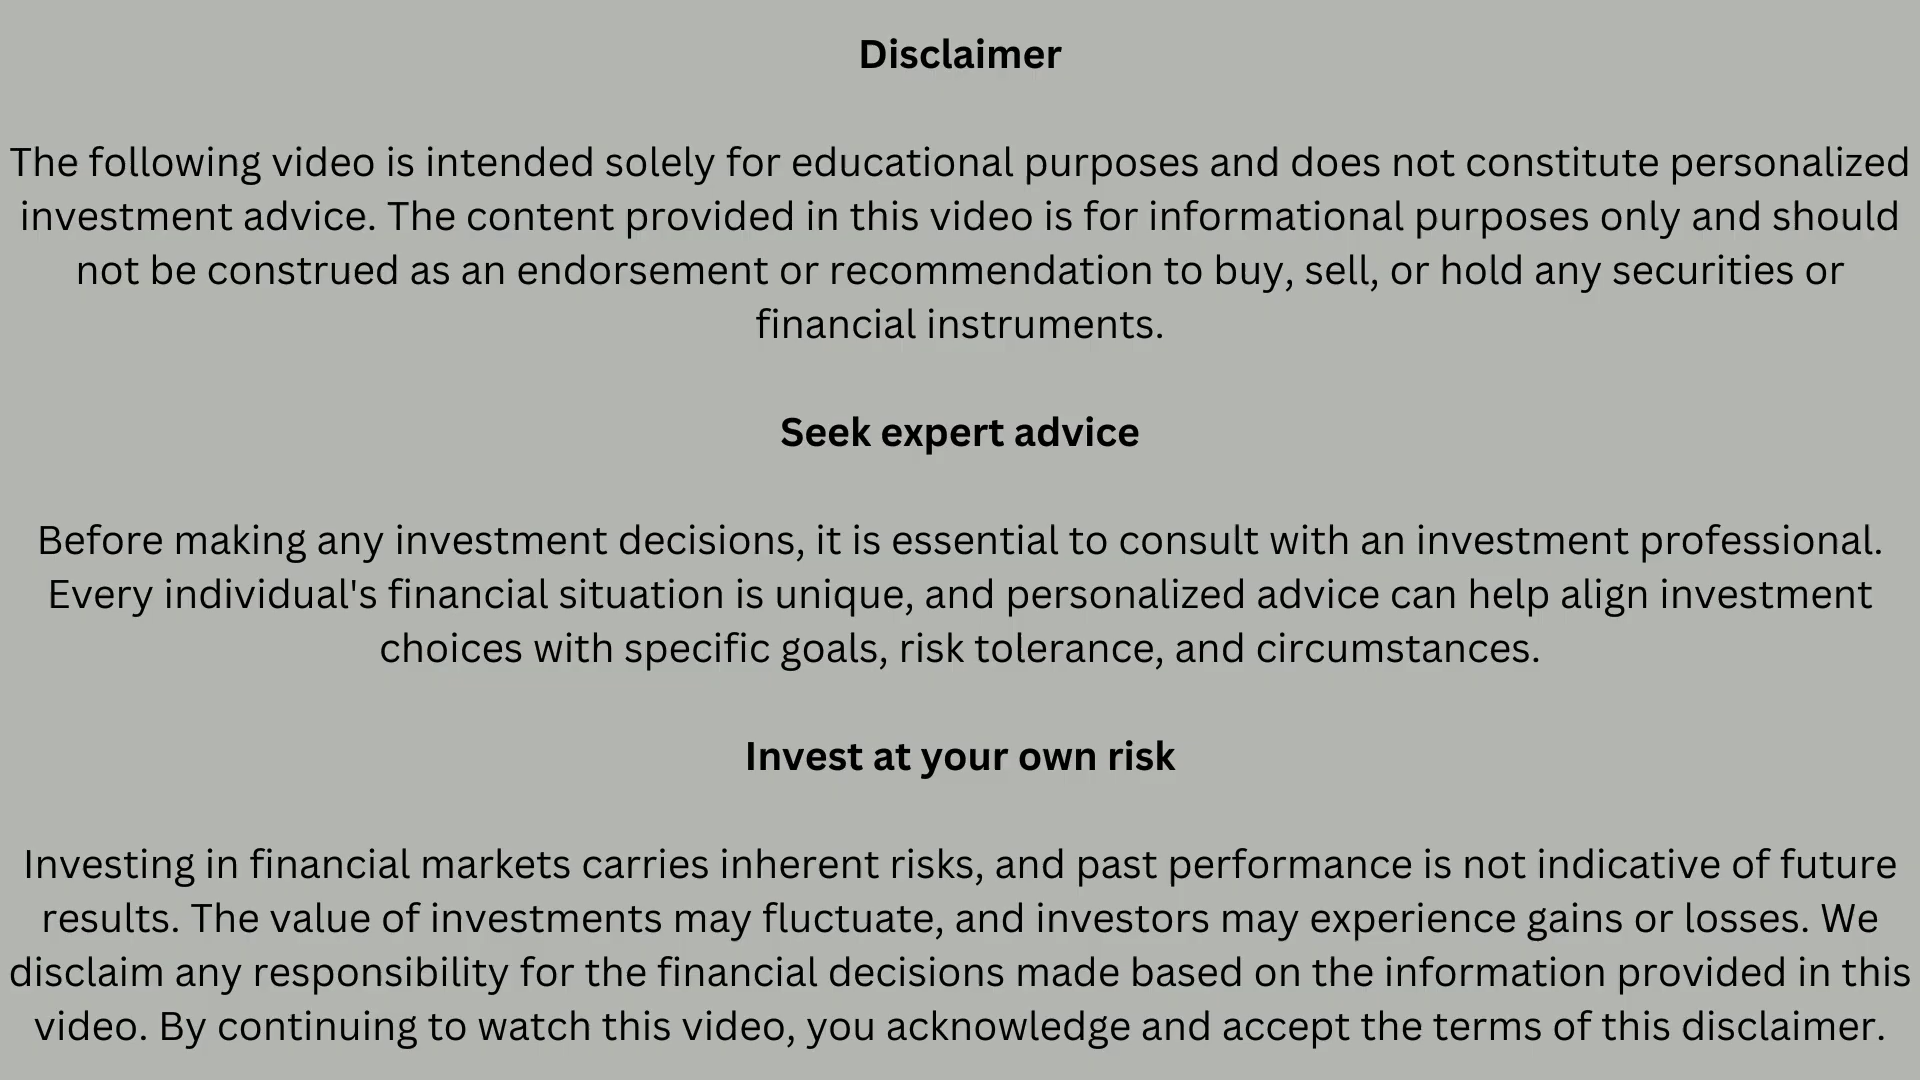 Disclaimer
The following video is intended solely for educational purposes and does not constitute personalized
investment advice. The content provided in this video is for informational purposes only and should
not be construed as an endorsement or recommendation to buy, sell, or hold any securities or
financial instruments.
Seek expert advice
Before making any investment decisions, it is essential to consult with an investment professional.
Every individual's financial situation is unique, and personalized advice can help align investment
choices with specific goals, risk tolerance, and circumstances.
Invest at your own risk
Investing in financial markets carries inherent risks, and past performance is not indicative of future
results. The value of investments may fluctuate, and investors may experience gains or losses. We
disclaim any responsibility for the financial decisions made based on the information provided in this
video. By continuing to watch this video, you acknowledge and accept the terms of this disclaimer.